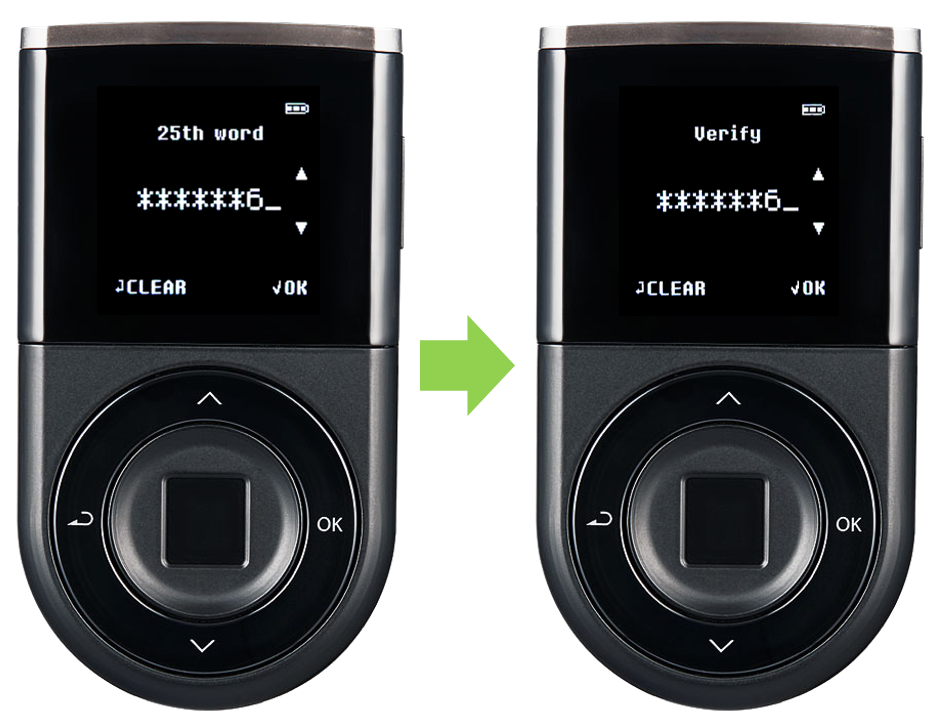 25th word
******6_
↲CLEAR
√OK
OK
Verify
******6_
↲CLEAR
√OK
OK